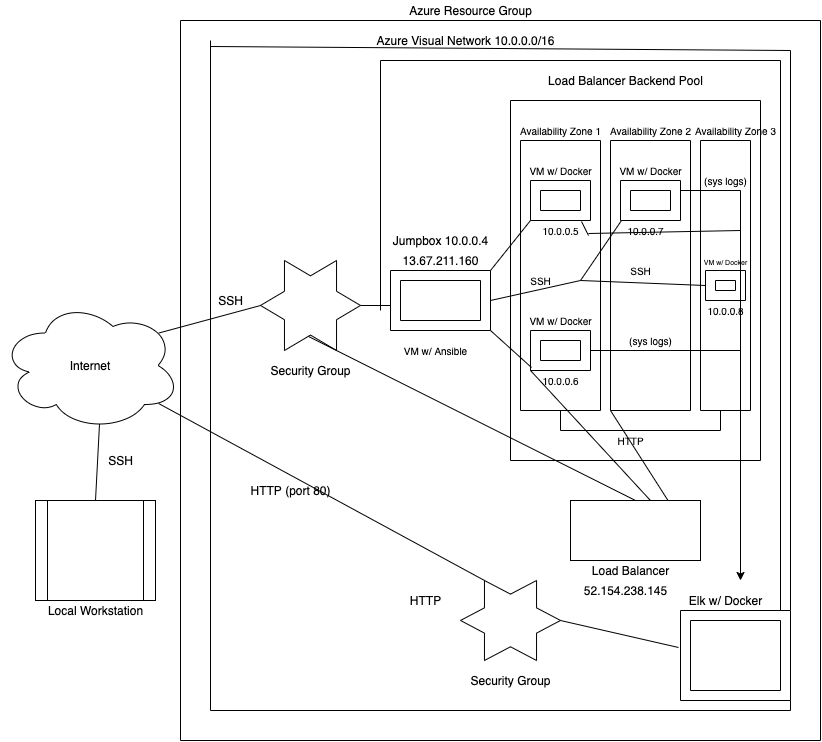 Azure Resource Group
Azure Visual Network 10.0.0.0/16
Load Balancer Backend Pool
Availability Zone 1
Availability Zone 2
Availability Zone 3
VM w/ Docker
VM w/ Docker
(sys logs)
10.0.0.5
10.0.0.7
Jumpbox 10.0.0.4
13.67.211.160
VM w/ Docker
SSH
SSH
SSH
10.0.0.8
VM w/ Docker
(sys logs)
VM w/ Ansible
Internet
Security Group
10.0.0.6
HTTP
SSH
HTTP (port 80)
Load Balancer
52.154.238.145
Local Workstation
HTTP
Elk w/ Docker
Security Group